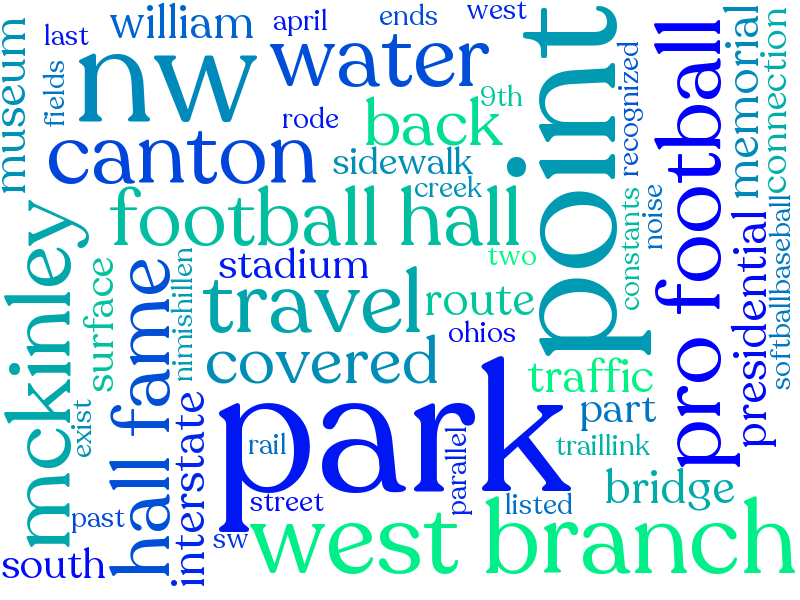 william
april
ends
west
last
museum
fields
nw
water
rode
back
9th
canton
sidewalk
creek
football hall
point
recognized
constants
noise
pro football
memorial
connection
presidential
softballbaseball
mckinley
surface
hall fame
nimishillen
stadium
two
travel
route
ohios
covered
traffic
exist
interstate
park
rail
parallel
part
traillink
bridge
past
street
listed
sw
west branch
south